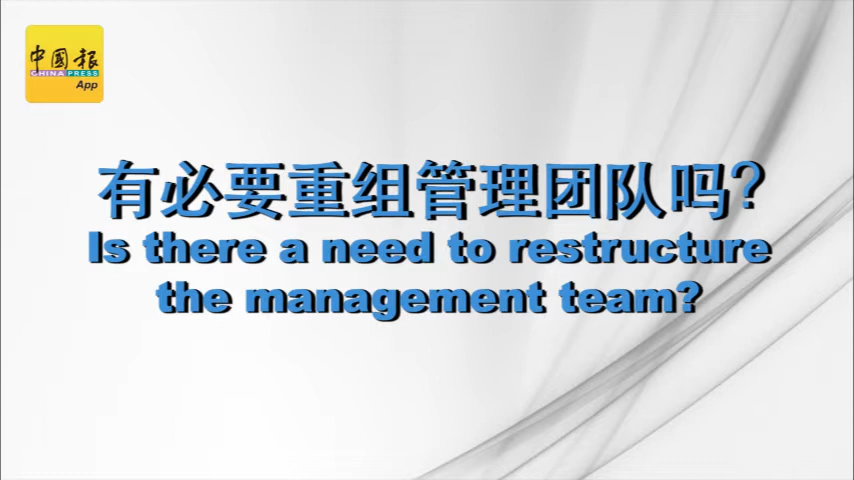 中國報
CHINA PRESS
App
有必要重组管理团队吗?
Is there a need to restructure
the management team?